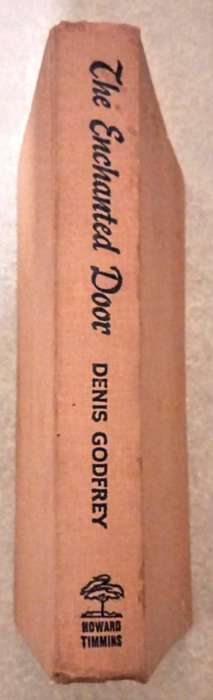 The Enchanted Door
DENIS GODFREY
HOWARD
TIMMINS